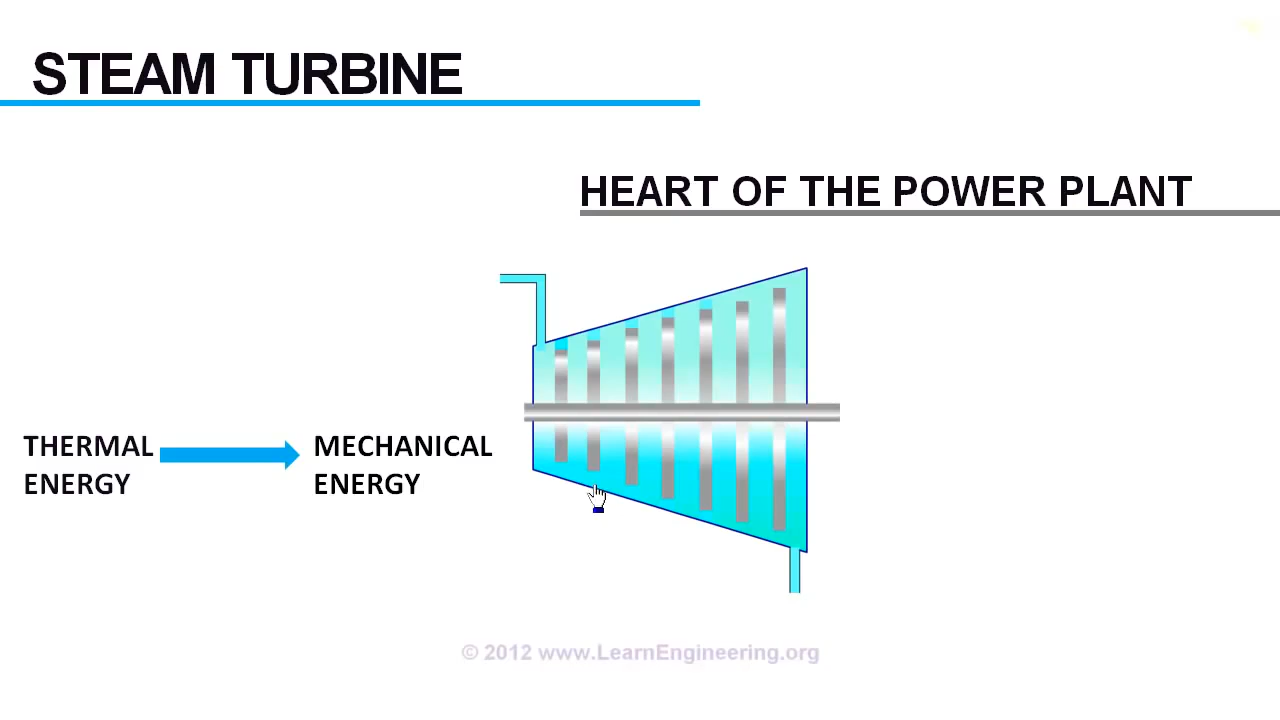 STEAM TURBINE
HEART OF THE POWER PLANT
THERMAL
ENERGY
MECHANICAL
ENERGY
© 2012 www.LearnEngineering.org